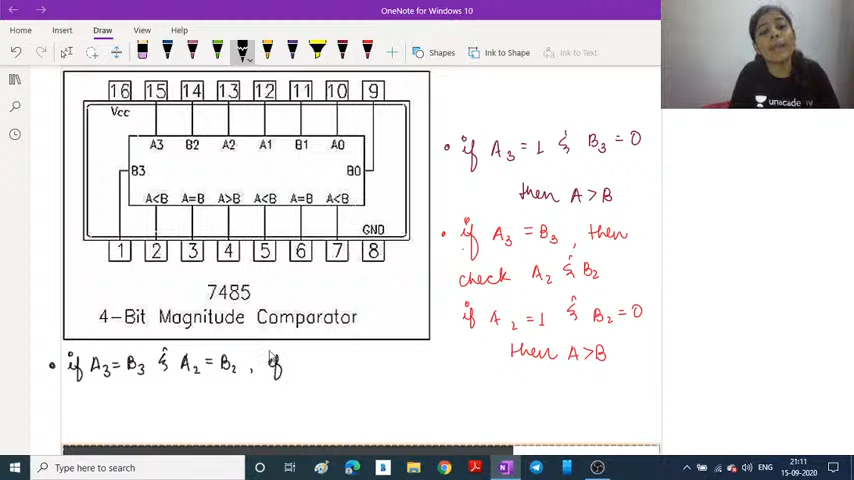 OneNote for Windows 10
Home Insert Draw View Help
Shapes Ink to Shape Ink to Text
16 15 14 13 12 11 10 9
Vcc
A3 B2 A2 A1 B1 A0
B3 B0
A<B A=B A>B A<B A=B A<B
GND
1 2 3 4 5 6 7 8
7485
4-Bit Magnitude Comparator
• if A3 = 1 & B3 = 0
then A > B
• if A3 = B3, then
check A2 & B2
if A2 = 1 & B2 = 0
then A > B
• if A3 = B3 & A2 = B2, if
unacade
Type here to search
ENG
21:11
15-09-2020